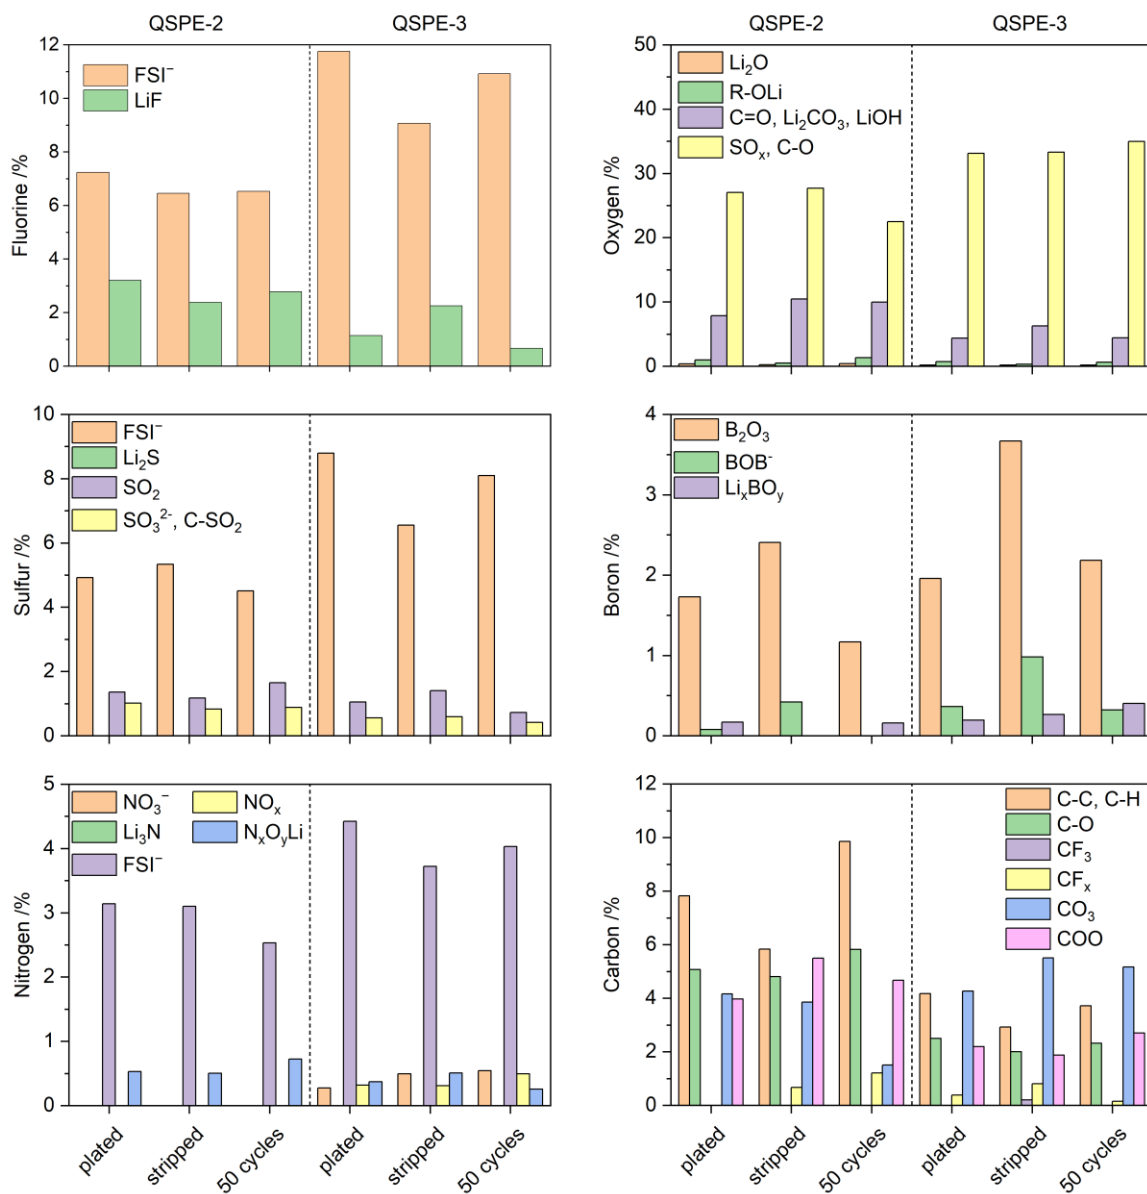 QSPE-2 QSPE-3
12
10
8
6
4
2
0
Fluorine /%
FSI⁻
LiF
QSPE-2 QSPE-3
50
40
30
20
10
0
Oxygen /%
Li₂O
R-OLi
C=O, Li₂CO₃, LiOH
SOₓ, C-O
10
8
6
4
2
0
Sulfur /%
FSI⁻
Li₂S
SO₂
SO₃²⁻, C-SO₂
4
3
2
1
0
Boron /%
B₂O₃
BOB⁻
LiₓBOᵧ
5
4
3
2
1
0
Nitrogen /%
NO₃⁻ NOₓ
Li₃N NₓOᵧLi
FSI⁻
plated stripped 50 cycles plated stripped 50 cycles
12
10
8
6
4
2
0
Carbon /%
C-C, C-H
C-O
CF₃
CFₓ
CO₃
COO
plated stripped 50 cycles plated stripped 50 cycles